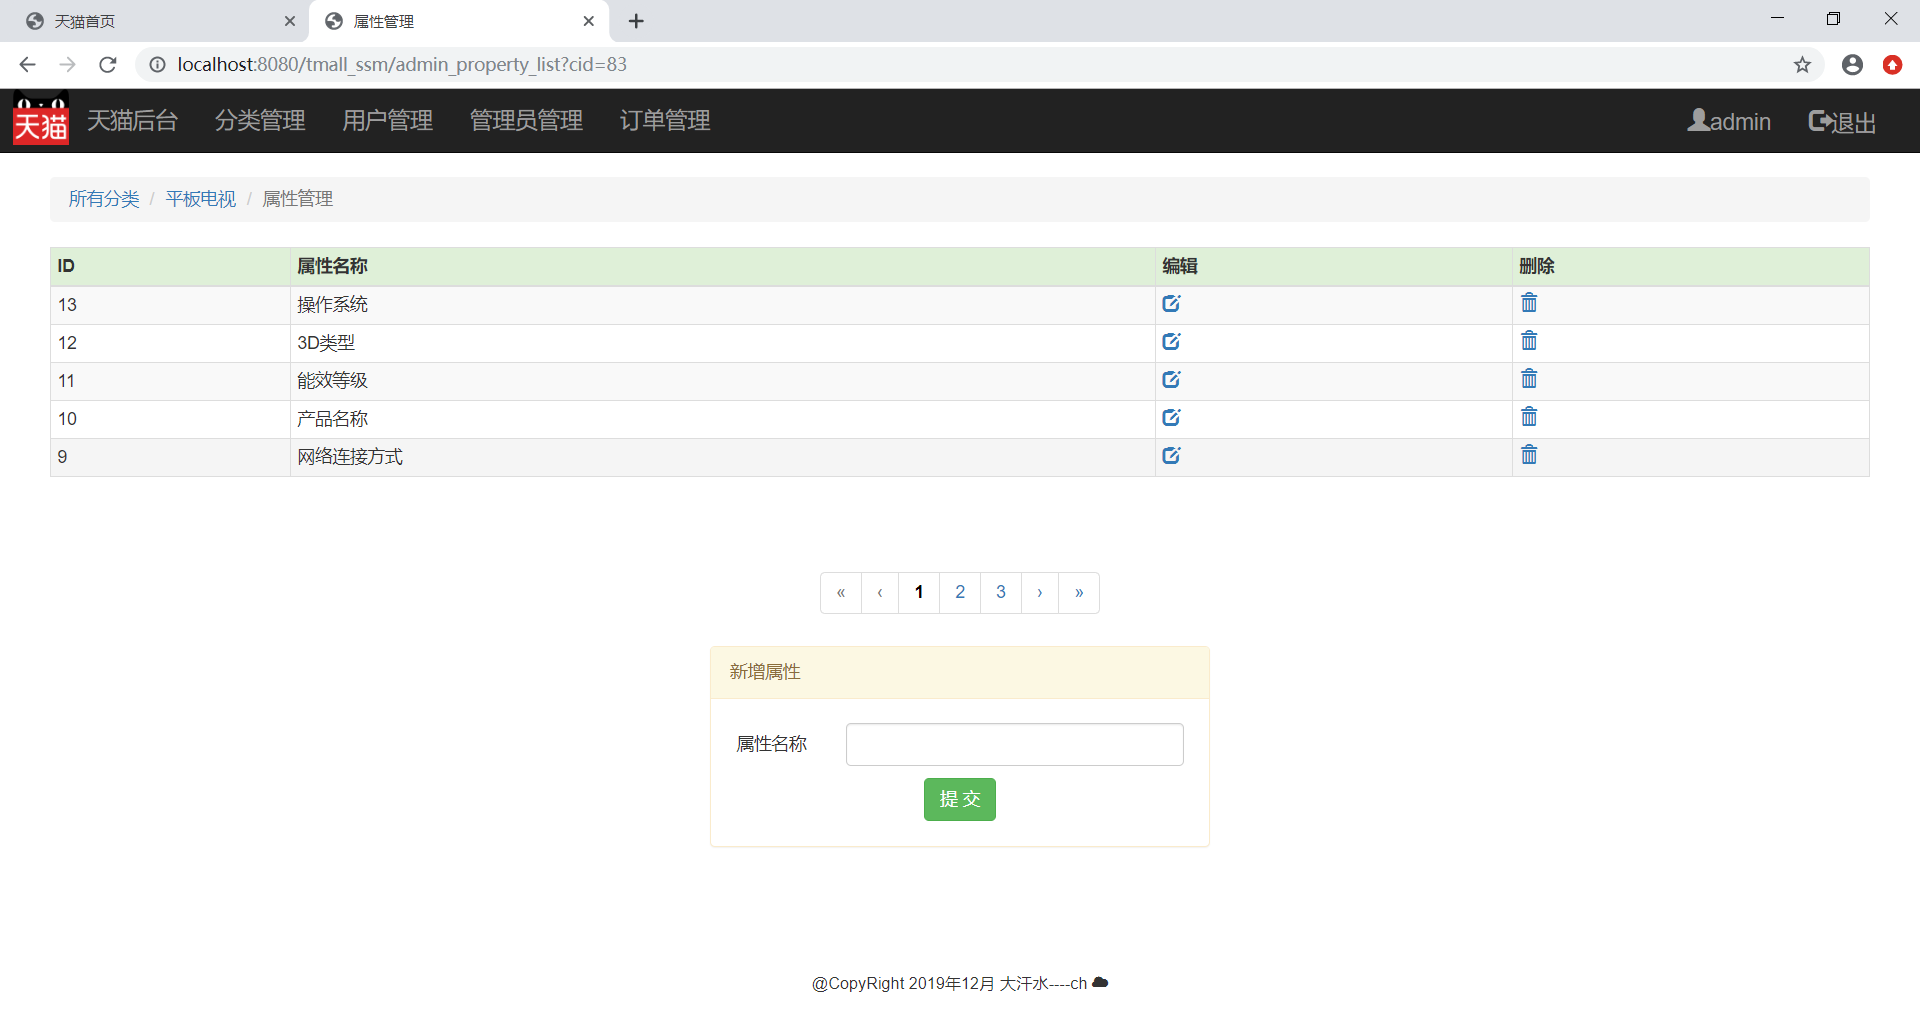 天猫首页
属性管理
localhost:8080/tmall_ssm/admin_property_list?cid=83
天猫 天猫后台 分类管理 用户管理 管理员管理 订单管理 admin 退出
所有分类 / 平板电视 / 属性管理
ID 属性名称 编辑 删除
13 操作系统
12 3D类型
11 能效等级
10 产品名称
9 网络连接方式
« ‹ 1 2 3 › »
新增属性
属性名称
提 交
@CopyRight 2019年12月 大汗水----ch